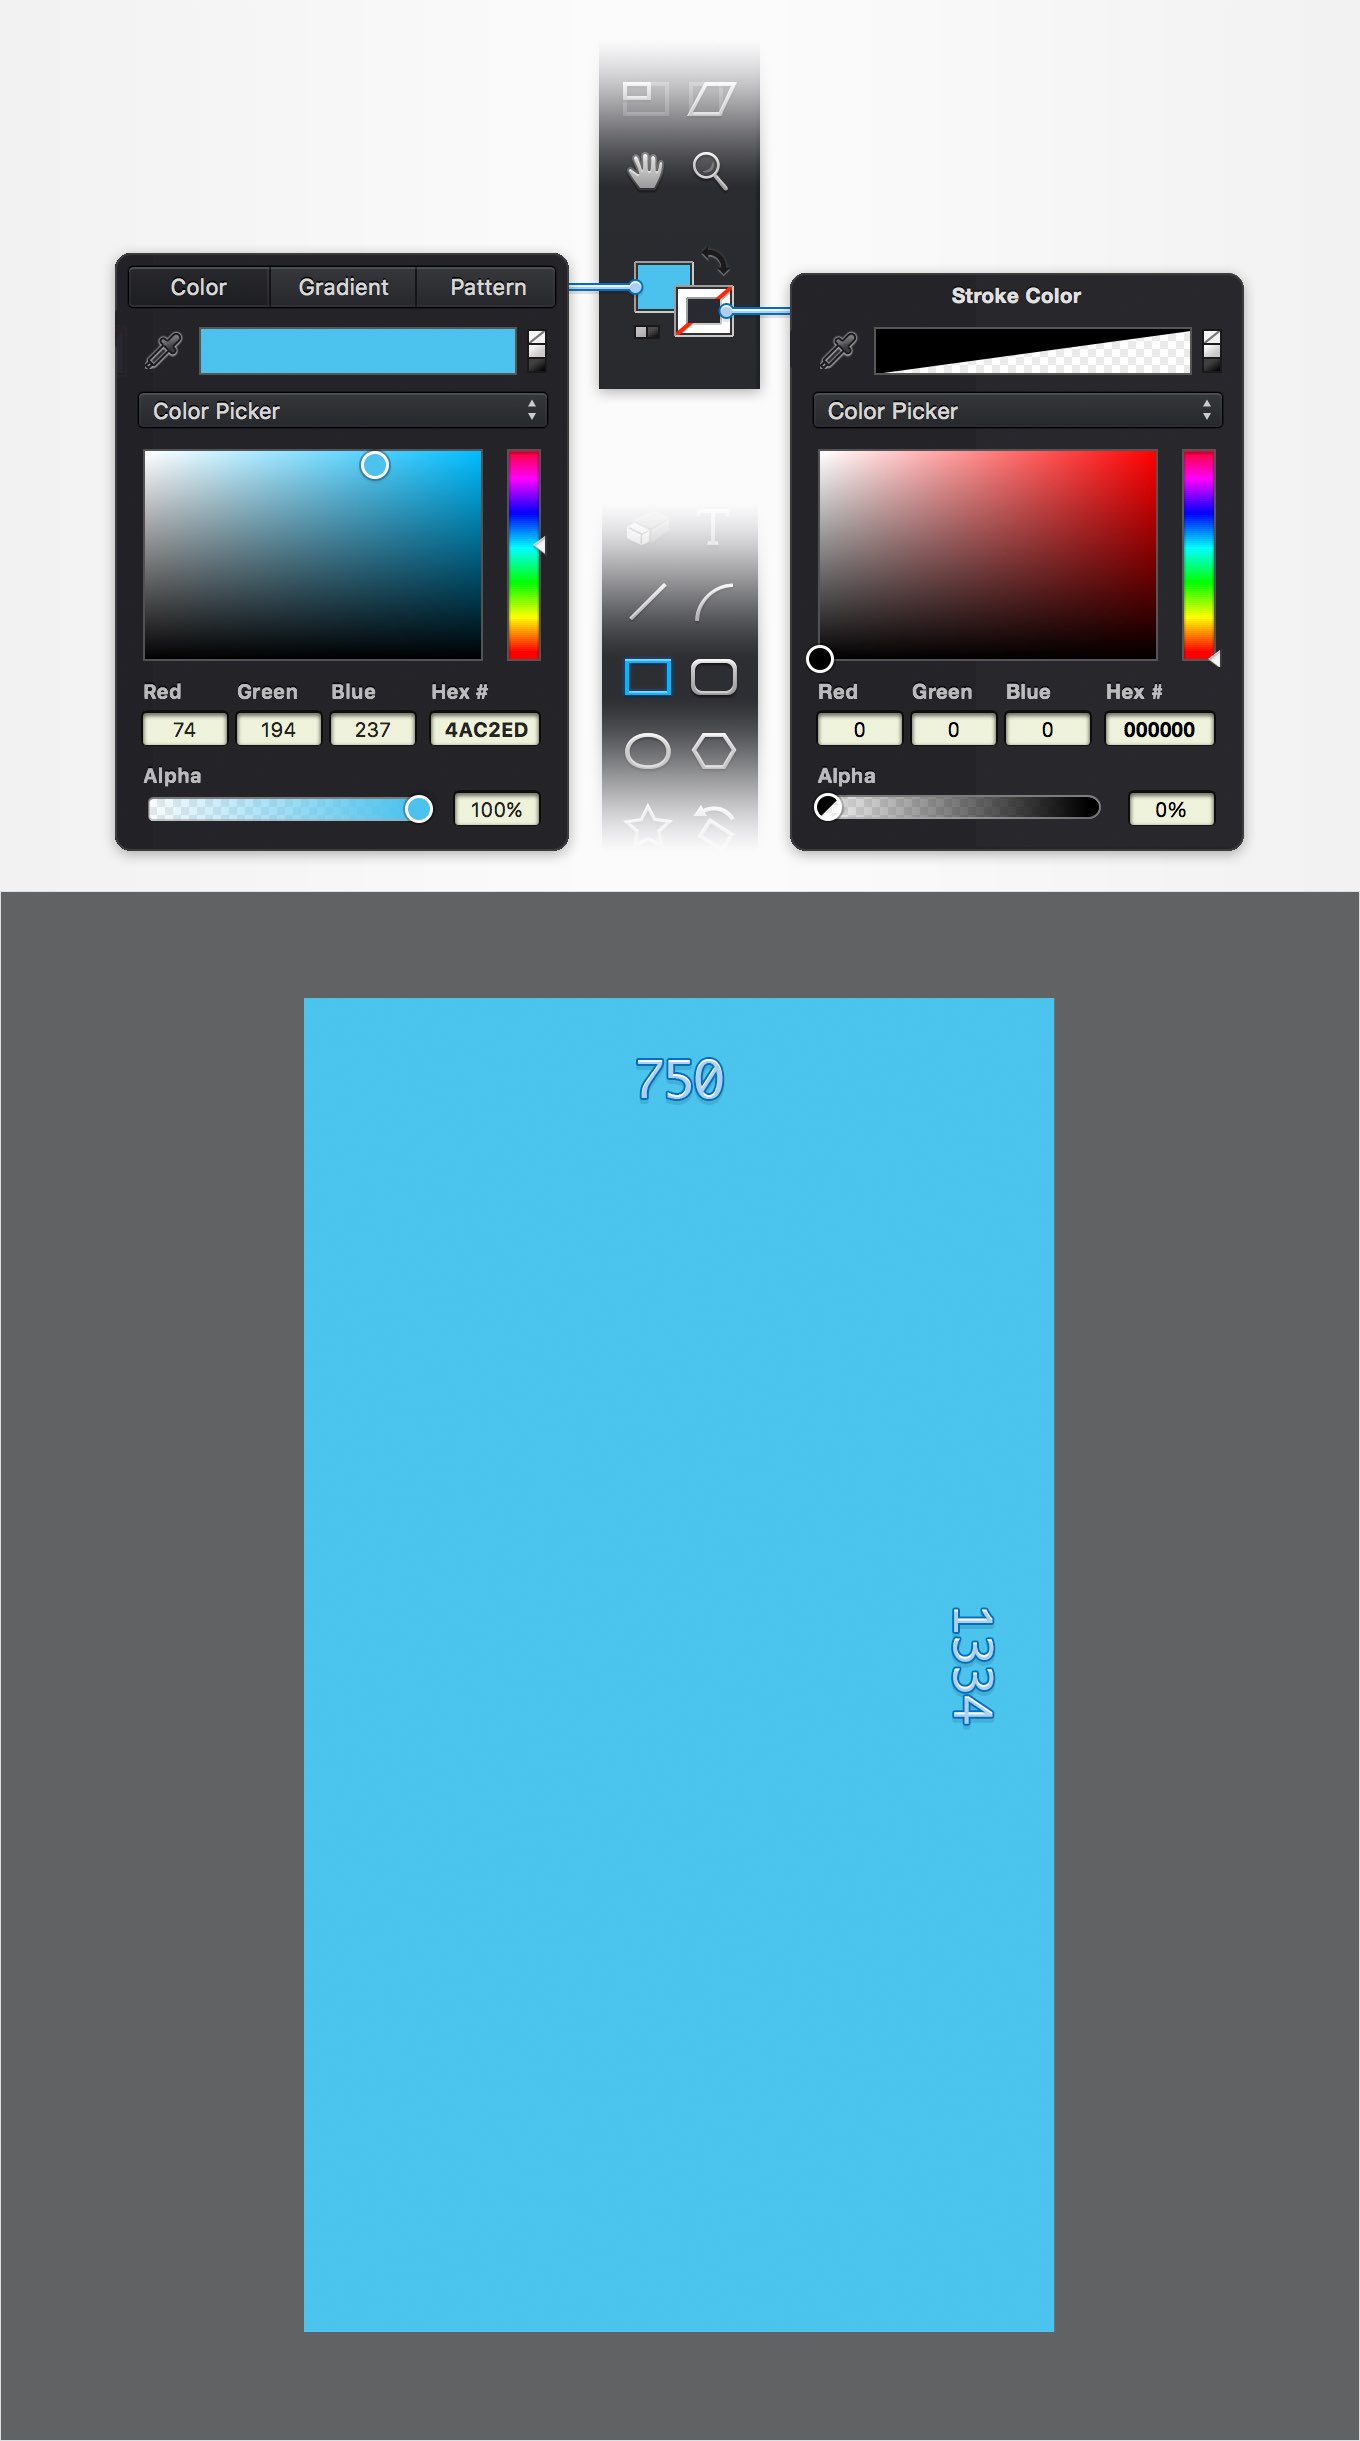 Color Gradient Pattern
Color Picker
Red Green Blue Hex #
74 194 237 4AC2ED
Alpha
100%
T
Stroke Color
Color Picker
Red Green Blue Hex #
0 0 0 000000
Alpha
0%
750
1334